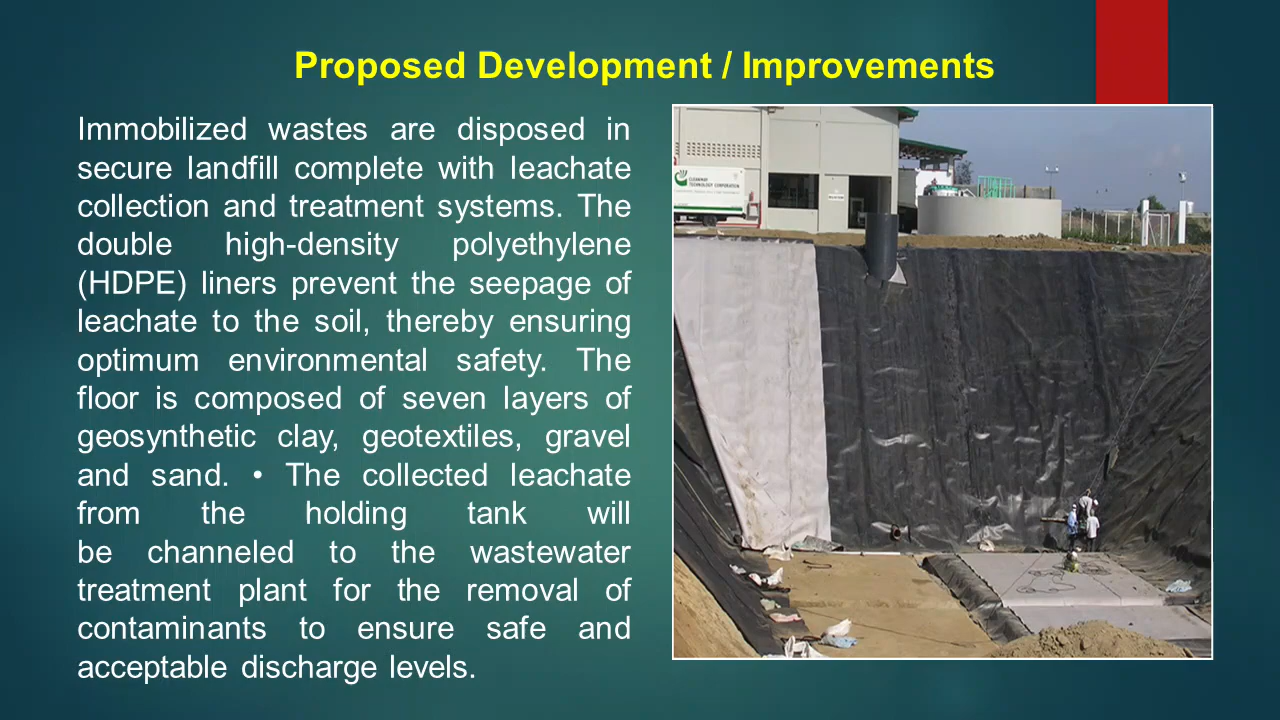 Proposed Development / Improvements
Immobilized wastes are disposed in
secure landfill complete with leachate
collection and treatment systems. The
double high-density polyethylene
(HDPE) liners prevent the seepage of
leachate to the soil, thereby ensuring
optimum environmental safety. The
floor is composed of seven layers of
geosynthetic clay, geotextiles, gravel
and sand. • The collected leachate
from the holding tank will
be channeled to the wastewater
treatment plant for the removal of
contaminants to ensure safe and
acceptable discharge levels.
CLEANWAY
TECHNOLOGY CORPORATION